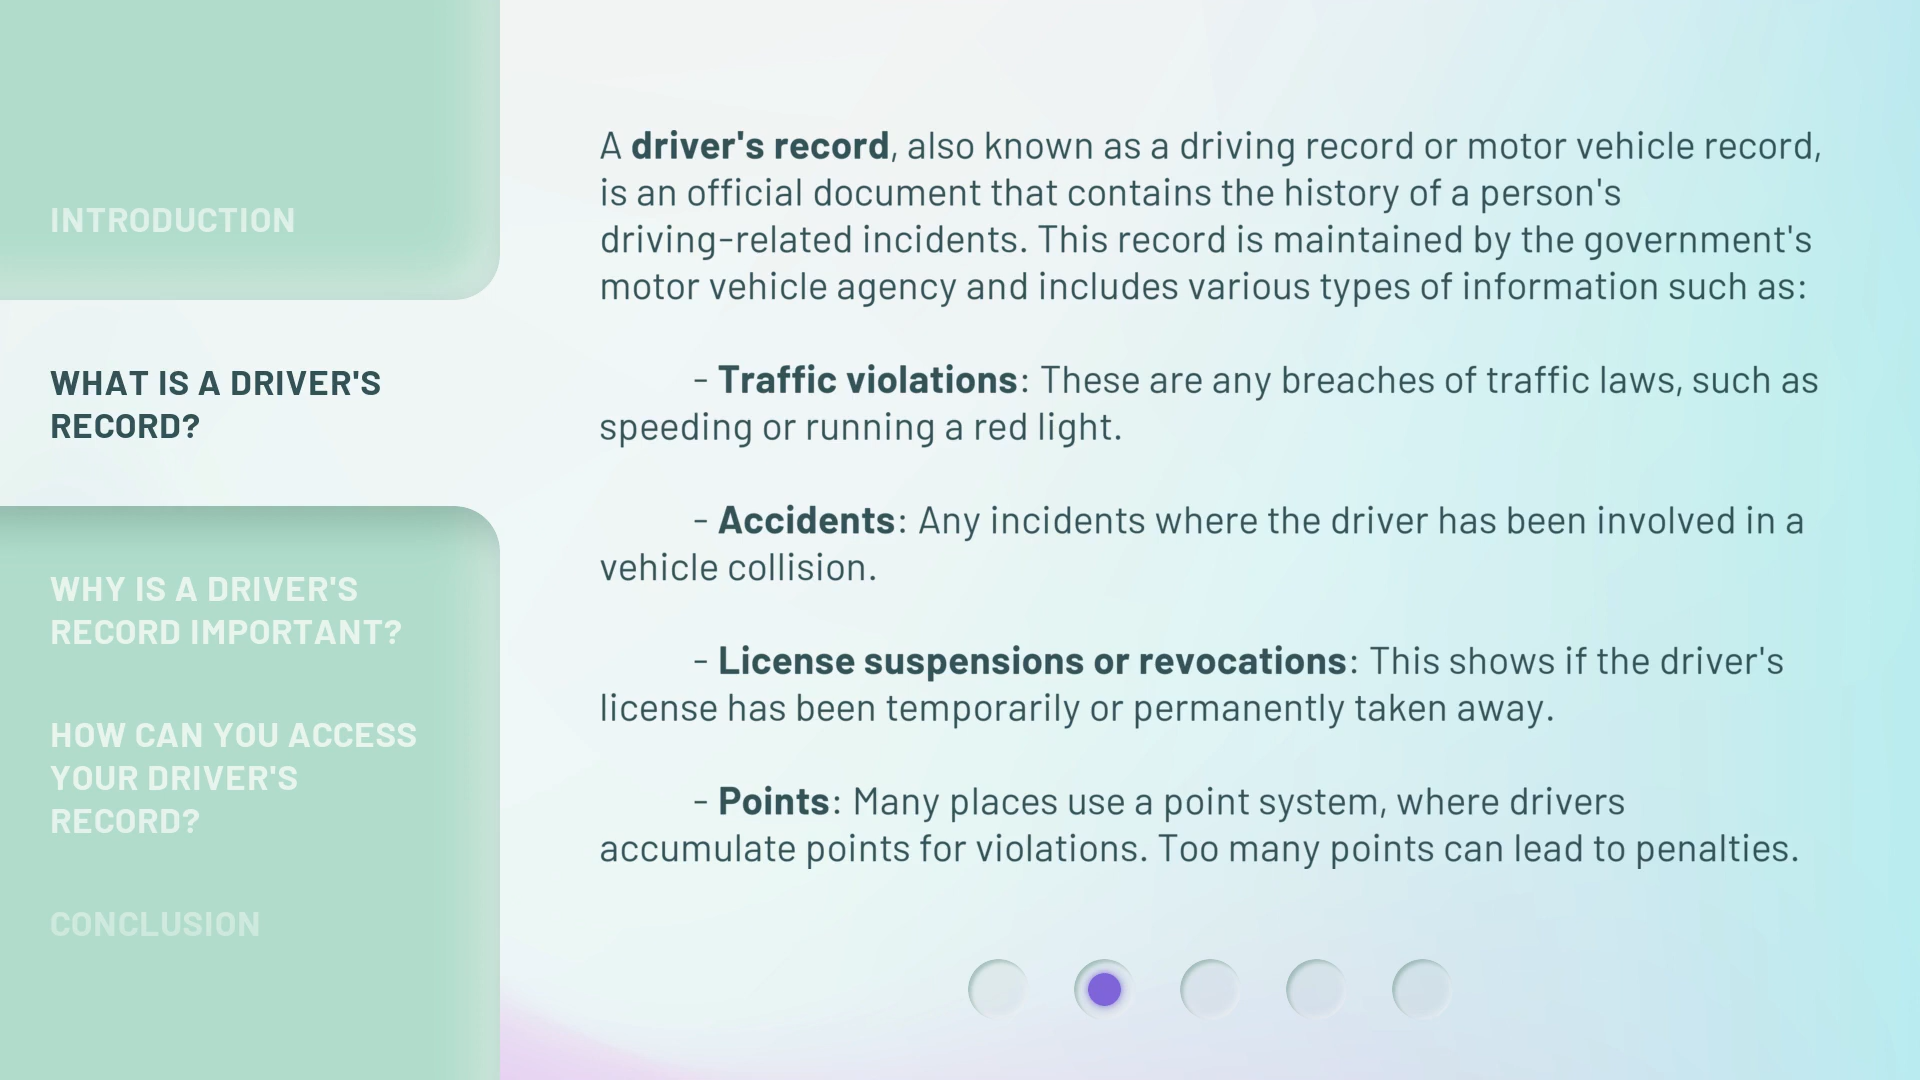 INTRODUCTION
WHAT IS A DRIVER'S
RECORD?
WHY IS A DRIVER'S
RECORD IMPORTANT?
HOW CAN YOU ACCESS
YOUR DRIVER'S
RECORD?
CONCLUSION
A driver's record, also known as a driving record or motor vehicle record,
is an official document that contains the history of a person's
driving-related incidents. This record is maintained by the government's
motor vehicle agency and includes various types of information such as:
- Traffic violations: These are any breaches of traffic laws, such as
speeding or running a red light.
- Accidents: Any incidents where the driver has been involved in a
vehicle collision.
- License suspensions or revocations: This shows if the driver's
license has been temporarily or permanently taken away.
- Points: Many places use a point system, where drivers
accumulate points for violations. Too many points can lead to penalties.